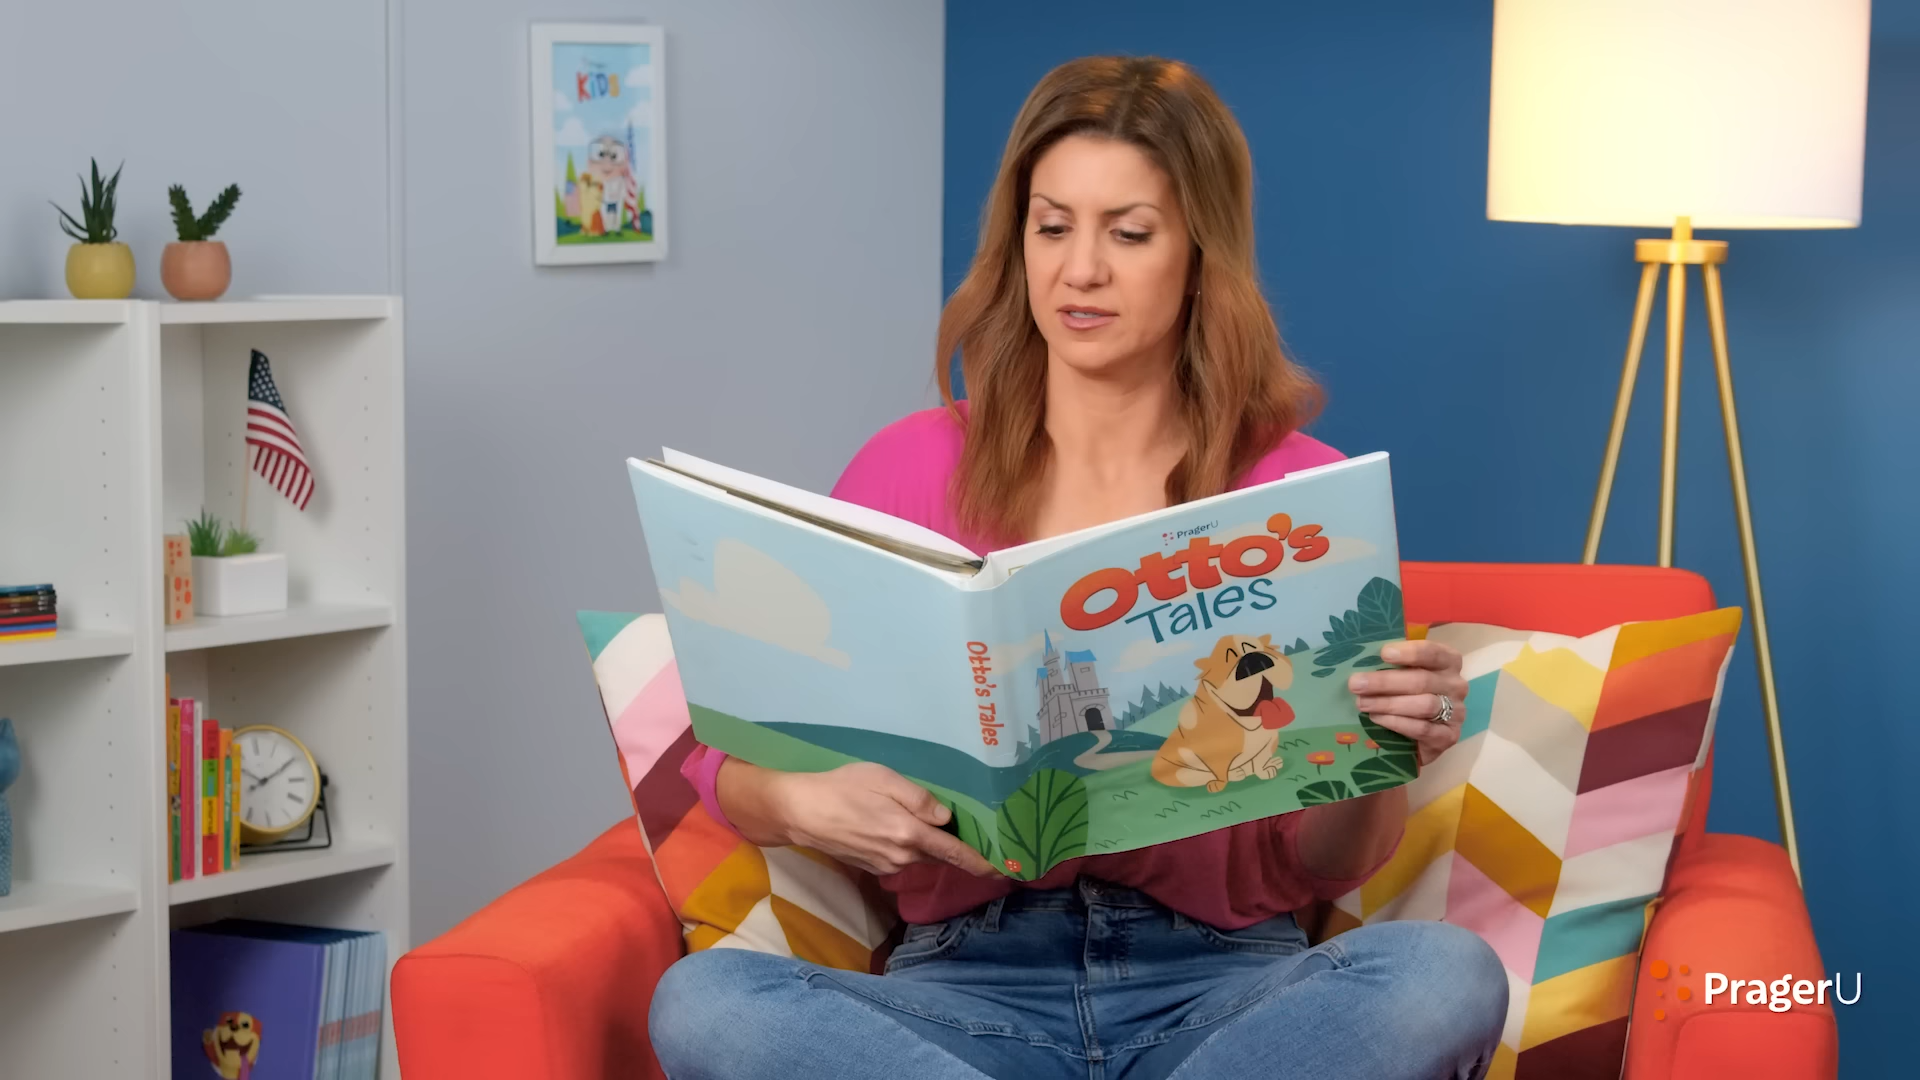 KIDS
PragerU
Otto's
Tales
Otto's Tales
PragerU